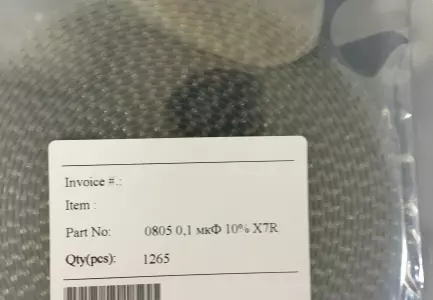 Invoice #.:
Item :
Part No: 0805 0,1 мкФ 10% X7R
Qty(pcs): 1265